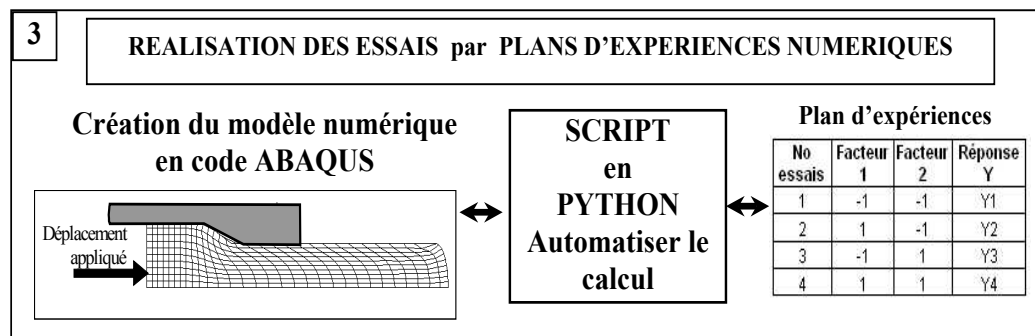 3
REALISATION DES ESSAIS par PLANS D'EXPERIENCES NUMERIQUES
Création du modèle numérique
en code ABAQUS
Déplacement
appliqué
SCRIPT
en
PYTHON
Automatiser le
calcul
Plan d'expériences
No essais Facteur 1 Facteur 2 Réponse Y
1 -1 -1 Y1
2 1 -1 Y2
3 -1 1 Y3
4 1 1 Y4